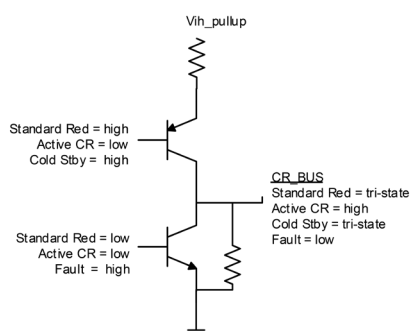 Vih_pullup
Standard Red = high
Active CR = low
Cold Stby = high
CR_BUS
Standard Red = tri-state
Active CR = high
Cold Stby = tri-state
Fault = low
Standard Red = low
Active CR = low
Fault = high